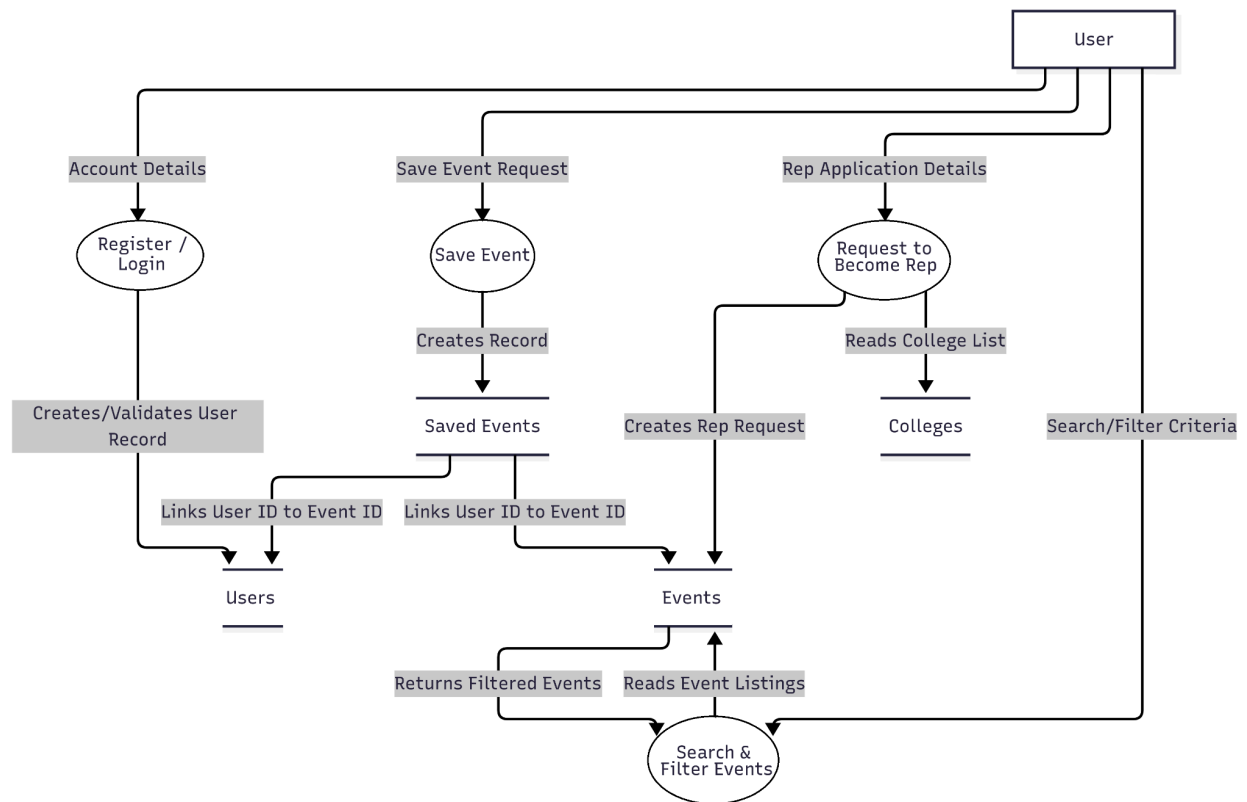 User
Account Details
Save Event Request
Rep Application Details
Register /
Login
Save Event
Request to
Become Rep
Creates Record
Reads College List
Creates/Validates User
Record
Saved Events
Creates Rep Request
Colleges
Search/Filter Criteria
Links User ID to Event ID
Links User ID to Event ID
Users
Events
Returns Filtered Events
Reads Event Listings
Search &
Filter Events